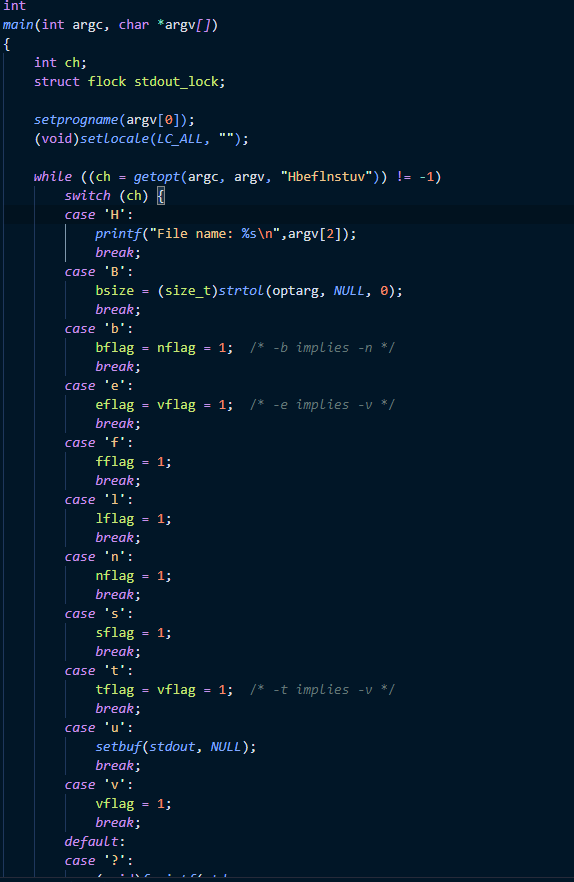 int
main(int argc, char *argv[])
{
    int ch;
    struct flock stdout_lock;

    setprogname(argv[0]);
    (void)setlocale(LC_ALL, "");

    while ((ch = getopt(argc, argv, "Hbeflnstuv")) != -1)
        switch (ch) {
        case 'H':
            printf("File name: %s\n",argv[2]);
            break;
        case 'B':
            bsize = (size_t)strtol(optarg, NULL, 0);
            break;
        case 'b':
            bflag = nflag = 1;  /* -b implies -n */
            break;
        case 'e':
            eflag = vflag = 1;  /* -e implies -v */
            break;
        case 'f':
            fflag = 1;
            break;
        case 'l':
            lflag = 1;
            break;
        case 'n':
            nflag = 1;
            break;
        case 's':
            sflag = 1;
            break;
        case 't':
            tflag = vflag = 1;  /* -t implies -v */
            break;
        case 'u':
            setbuf(stdout, NULL);
            break;
        case 'v':
            vflag = 1;
            break;
        default:
        case '?':